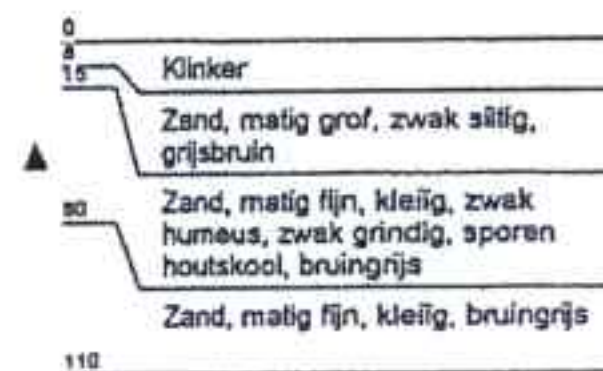 0
8
Klinker
15
Zand, matig grof, zwak siltig,
grijsbruin
Zand, matig fijn, kleiïg, zwak
humeus, zwak grindig, sporen
houtskool, bruingrijs
Zand, matig fijn, kleiïg, bruingrijs
110